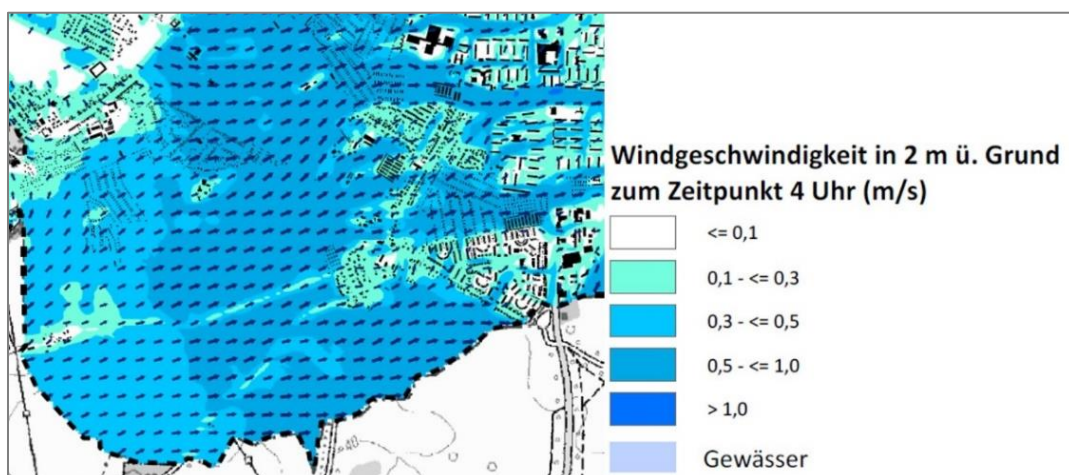 Windgeschwindigkeit in 2 m ü. Grund
zum Zeitpunkt 4 Uhr (m/s)
<= 0,1
0,1 - <= 0,3
0,3 - <= 0,5
0,5 - <= 1,0
> 1,0
Gewässer